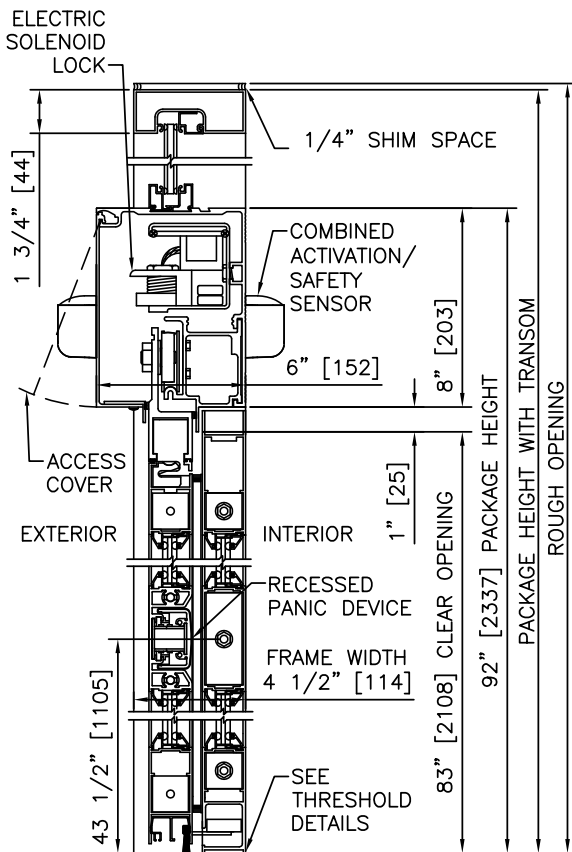 ELECTRIC
SOLENOID
LOCK
1/4" SHIM SPACE
1 3/4" [44]
COMBINED
ACTIVATION/
SAFETY
SENSOR
6" [152]
8" [203]
ACCESS
COVER
1" [25]
EXTERIOR
INTERIOR
RECESSED
PANIC DEVICE
FRAME WIDTH
4 1/2" [114]
43 1/2" [1105]
SEE
THRESHOLD
DETAILS
83" [2108] CLEAR OPENING
92" [2337] PACKAGE HEIGHT
PACKAGE HEIGHT WITH TRANSOM
ROUGH OPENING